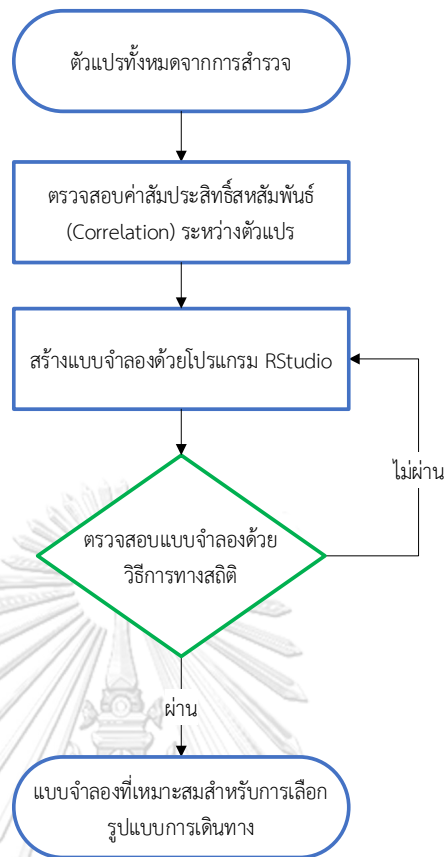 ตัวแปรทั้งหมดจากการสำรวจ
ตรวจสอบค่าสัมประสิทธิ์สหสัมพันธ์
(Correlation) ระหว่างตัวแปร
สร้างแบบจำลองด้วยโปรแกรม RStudio
ไม่ผ่าน
ตรวจสอบแบบจำลองด้วย
วิธีการทางสถิติ
ผ่าน
แบบจำลองที่เหมาะสมสำหรับการเลือก
รูปแบบการเดินทาง